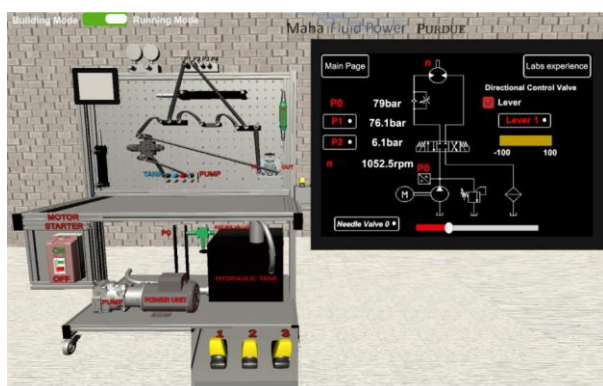 Building Mode
Running Mode
Maha Fluid Power PURDUE
Main Page
Labs experience
n
Directional Control Valve
Lever
P0 79bar
P1 76.1bar
Lever 1
P2 6.1bar
-100 100
n 1052.5rpm
P0
M
Needle Valve 0
TANK
PUMP
OUT
MOTOR
STARTER
ON
OFF
P0
HYDRAULIC TANK
PUMP
POWER UNIT
1 2 3